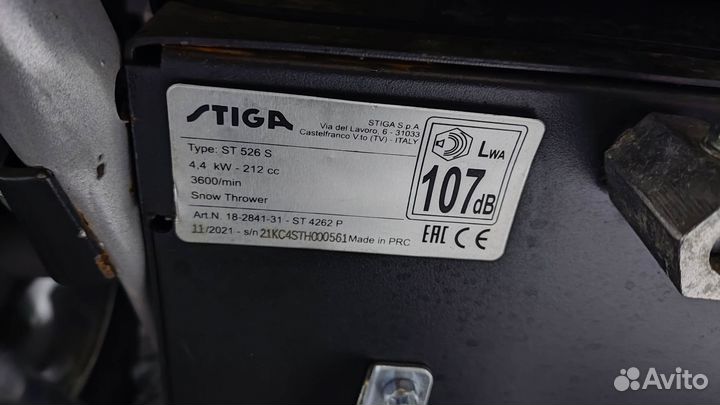 STIGA
STIGA S.p.A.
Via del Lavoro, 6 - 31033
Castelfranco V.to (TV) - ITALY
Type: ST 526 S
4,4 kW - 212 cc
3600/min
Snow Thrower
Art.N. 18-2841-31 - ST 4262 P
11/2021 - s/n 21KC4STH000561 Made in PRC
LWA
107dB
EAC CE
Avito